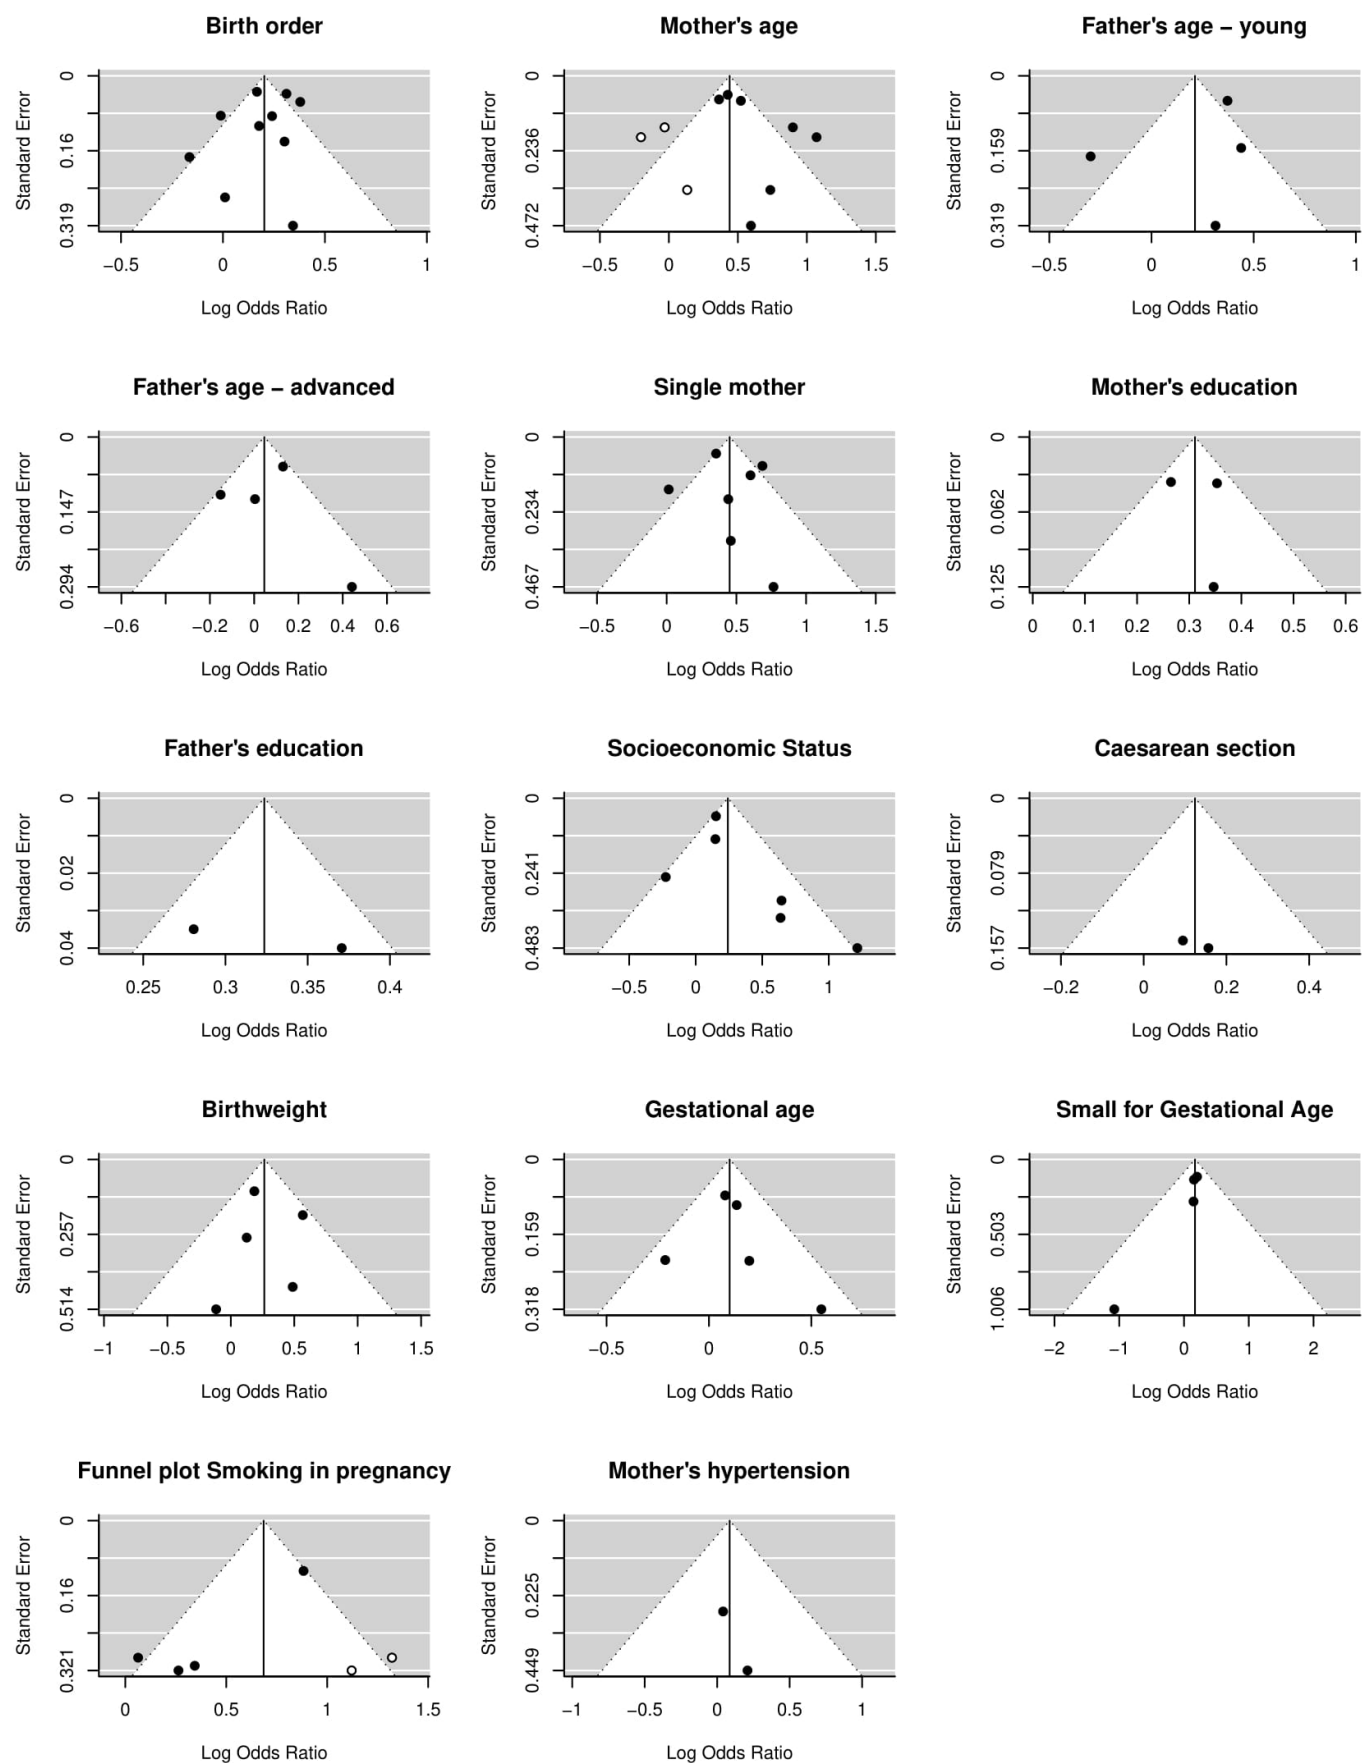 Birth order
Standard Error
0
0.16
0.319
−0.5 0 0.5 1
Log Odds Ratio
Mother's age
Standard Error
0
0.236
0.472
−0.5 0 0.5 1 1.5
Log Odds Ratio
Father's age − young
Standard Error
0
0.159
0.319
−0.5 0 0.5 1
Log Odds Ratio
Father's age − advanced
Standard Error
0
0.147
0.294
−0.6 −0.2 0 0.2 0.4 0.6
Log Odds Ratio
Single mother
Standard Error
0
0.234
0.467
−0.5 0 0.5 1 1.5
Log Odds Ratio
Mother's education
Standard Error
0
0.062
0.125
0 0.1 0.2 0.3 0.4 0.5 0.6
Log Odds Ratio
Father's education
Standard Error
0
0.02
0.04
0.25 0.3 0.35 0.4
Log Odds Ratio
Socioeconomic Status
Standard Error
0
0.241
0.483
−0.5 0 0.5 1
Log Odds Ratio
Caesarean section
Standard Error
0
0.079
0.157
−0.2 0 0.2 0.4
Log Odds Ratio
Birthweight
Standard Error
0
0.257
0.514
−1 −0.5 0 0.5 1 1.5
Log Odds Ratio
Gestational age
Standard Error
0
0.159
0.318
−0.5 0 0.5
Log Odds Ratio
Small for Gestational Age
Standard Error
0
0.503
1.006
−2 −1 0 1 2
Log Odds Ratio
Funnel plot Smoking in pregnancy
Standard Error
0
0.16
0.321
0 0.5 1 1.5
Log Odds Ratio
Mother's hypertension
Standard Error
0
0.225
0.449
−1 −0.5 0 0.5 1
Log Odds Ratio